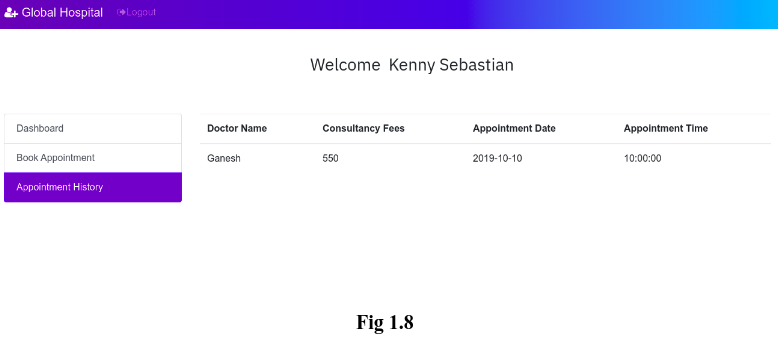 Global Hospital Logout
Welcome Kenny Sebastian
Dashboard
Book Appointment
Appointment History
Doctor Name Consultancy Fees Appointment Date Appointment Time
Ganesh 550 2019-10-10 10:00:00
Fig 1.8